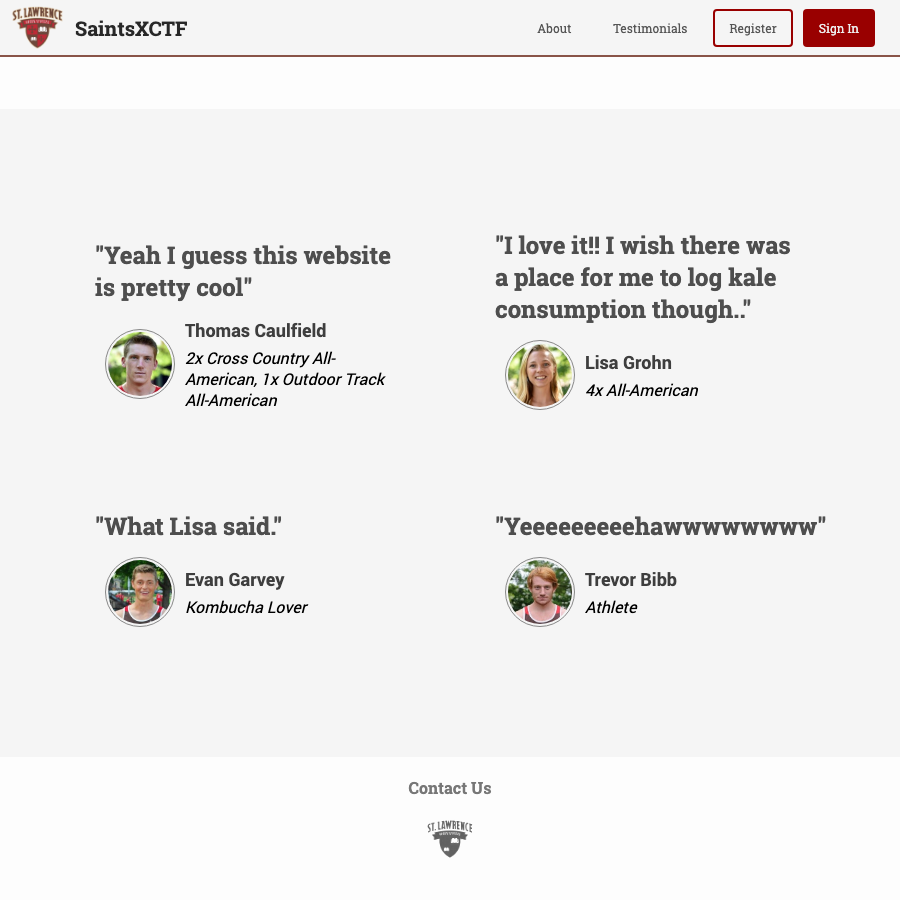 ST. LAWRENCE
SaintsXCTF
About
Testimonials
Register
Sign In
"Yeah I guess this website
is pretty cool"
Thomas Caulfield
2x Cross Country All-
American, 1x Outdoor Track
All-American
"I love it!! I wish there was
a place for me to log kale
consumption though.."
Lisa Grohn
4x All-American
"What Lisa said."
Evan Garvey
Kombucha Lover
"Yeeeeeeeeehawwwwwwww"
Trevor Bibb
Athlete
Contact Us
ST. LAWRENCE